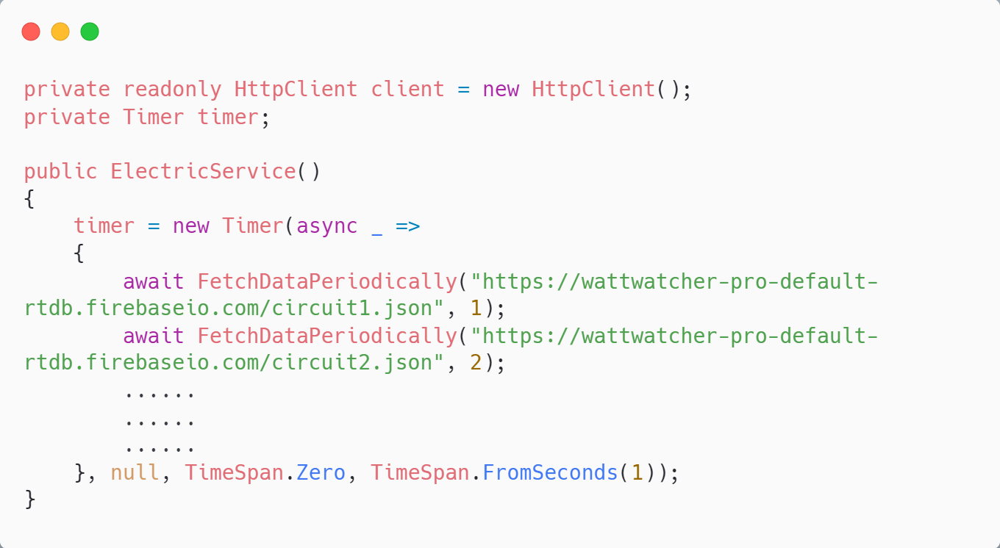 private readonly HttpClient client = new HttpClient();
private Timer timer;

public ElectricService()
{
    timer = new Timer(async _ =>
    {
        await FetchDataPeriodically("https://wattwatcher-pro-default-
rtdb.firebaseio.com/circuit1.json", 1);
        await FetchDataPeriodically("https://wattwatcher-pro-default-
rtdb.firebaseio.com/circuit2.json", 2);
        ......
        ......
        ......
    }, null, TimeSpan.Zero, TimeSpan.FromSeconds(1));
}